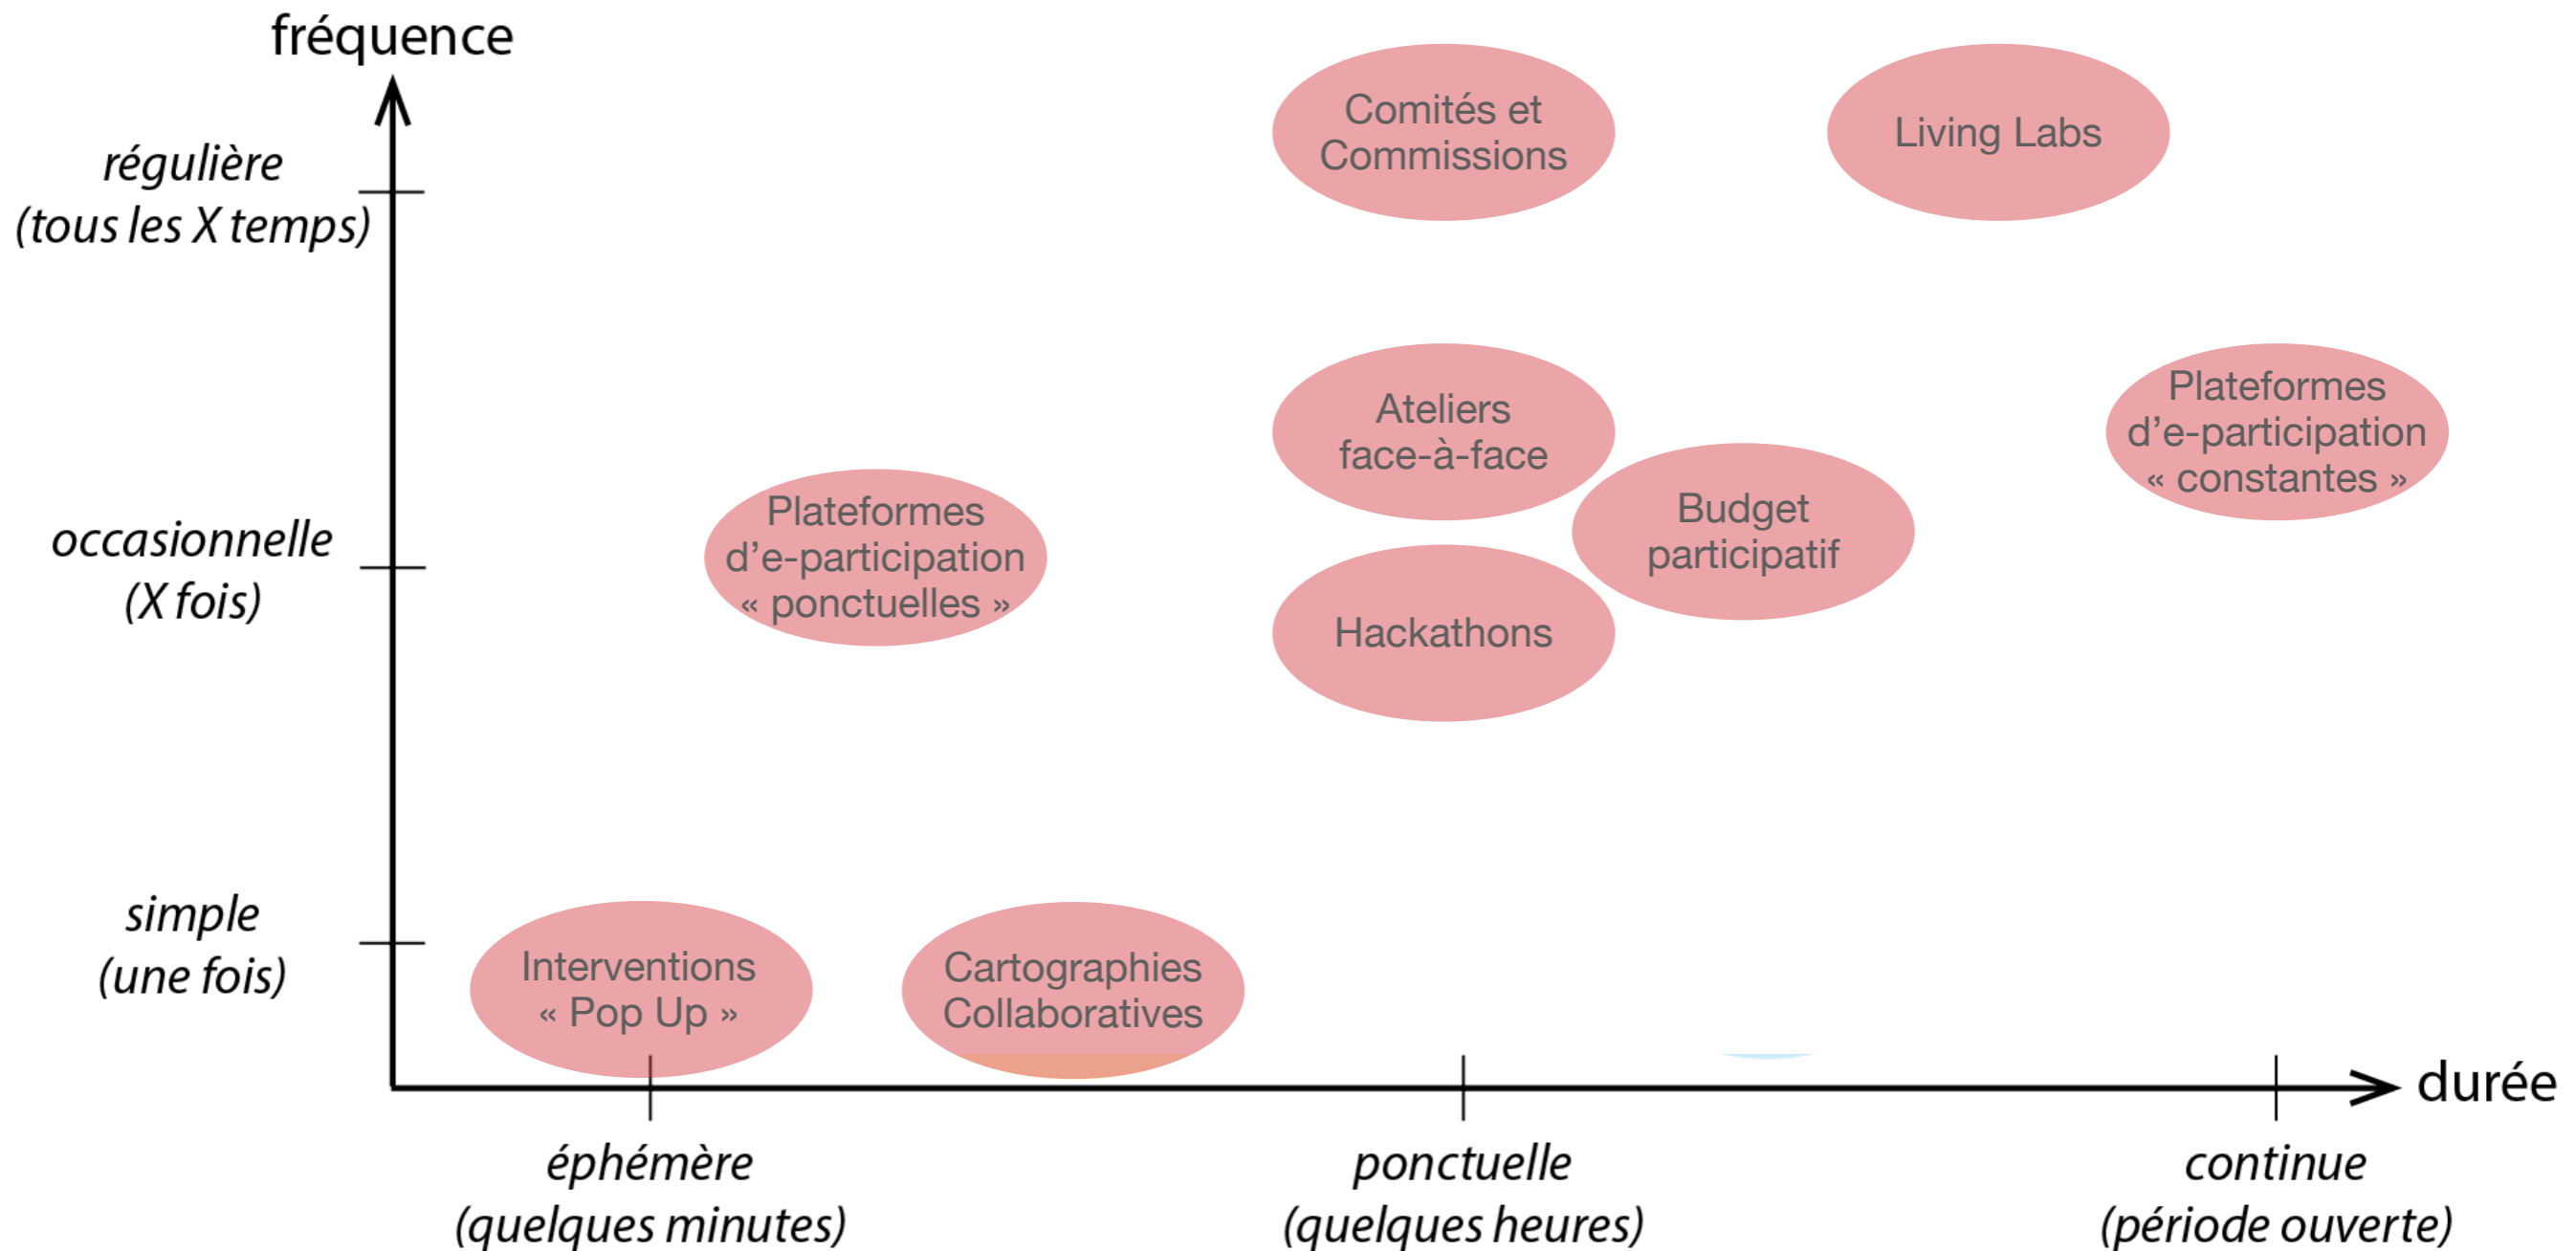 fréquence
régulière
(tous les X temps)
occasionnelle
(X fois)
simple
(une fois)
Comités et
Commissions
Living Labs
Ateliers
face-à-face
Plateformes
d’e-participation
« constantes »
Plateformes
d’e-participation
« ponctuelles »
Budget
participatif
Hackathons
Interventions
« Pop Up »
Cartographies
Collaboratives
durée
éphémère
(quelques minutes)
ponctuelle
(quelques heures)
continue
(période ouverte)